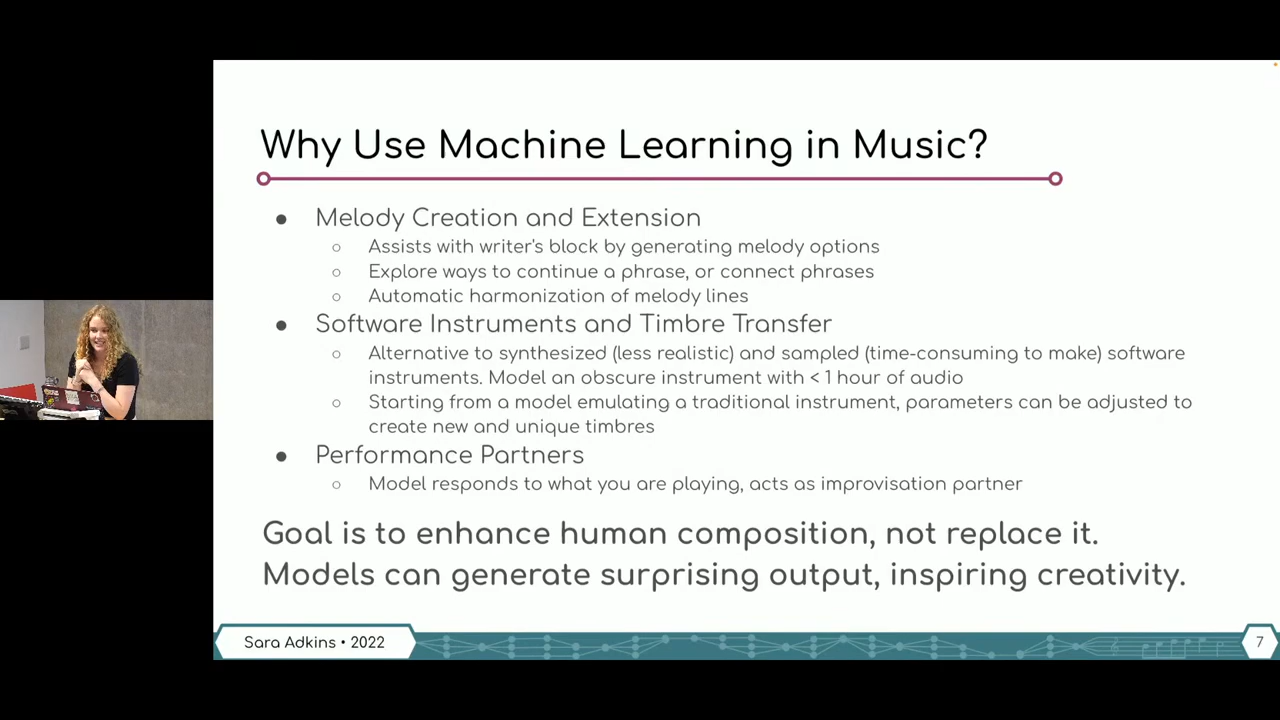 Why Use Machine Learning in Music?
● Melody Creation and Extension
○ Assists with writer's block by generating melody options
○ Explore ways to continue a phrase, or connect phrases
○ Automatic harmonization of melody lines
● Software Instruments and Timbre Transfer
○ Alternative to synthesized (less realistic) and sampled (time-consuming to make) software
instruments. Model an obscure instrument with < 1 hour of audio
○ Starting from a model emulating a traditional instrument, parameters can be adjusted to
create new and unique timbres
● Performance Partners
○ Model responds to what you are playing, acts as improvisation partner
Goal is to enhance human composition, not replace it.
Models can generate surprising output, inspiring creativity.
Sara Adkins • 2022
7